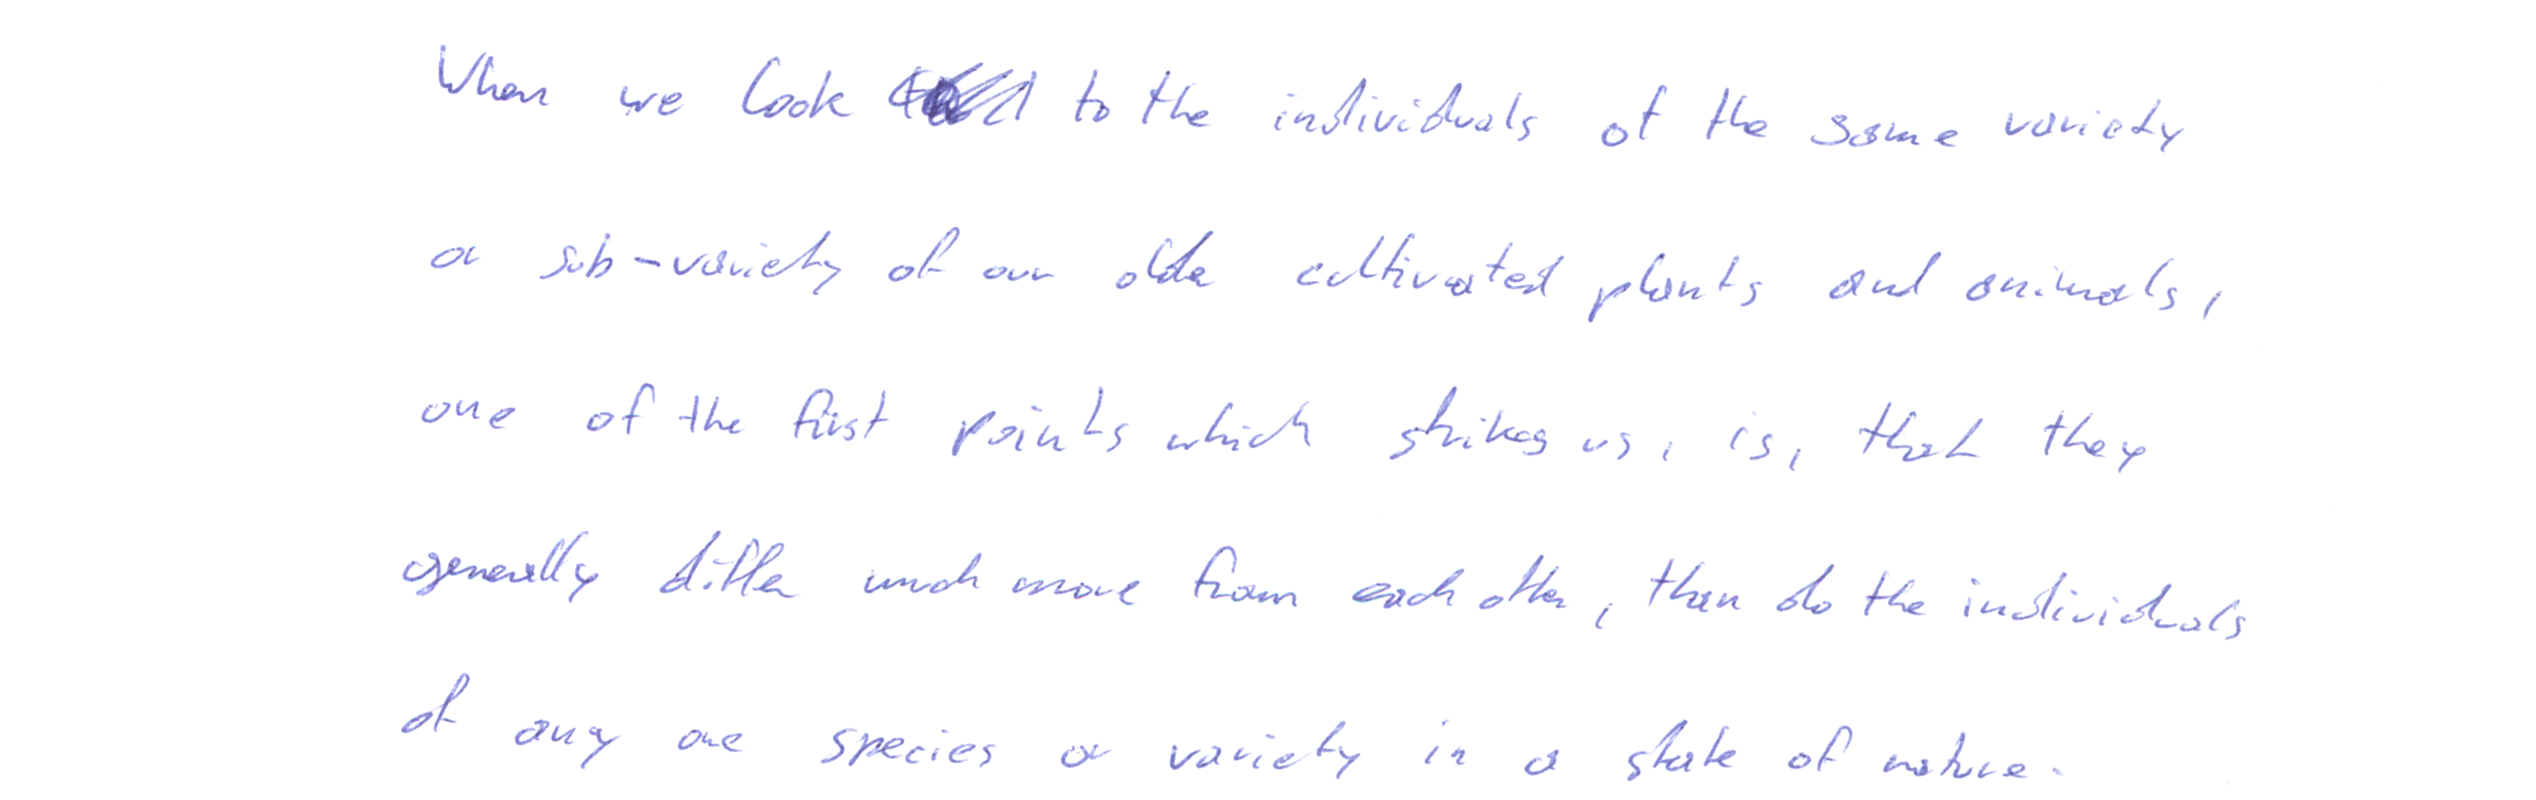 When we look to the individuals of the same variety
or sub-variety of our older cultivated plants and animals,
one of the first points which strikes us, is, that they
generally differ much more from each other, than do the individuals
of any one species or variety in a state of nature.